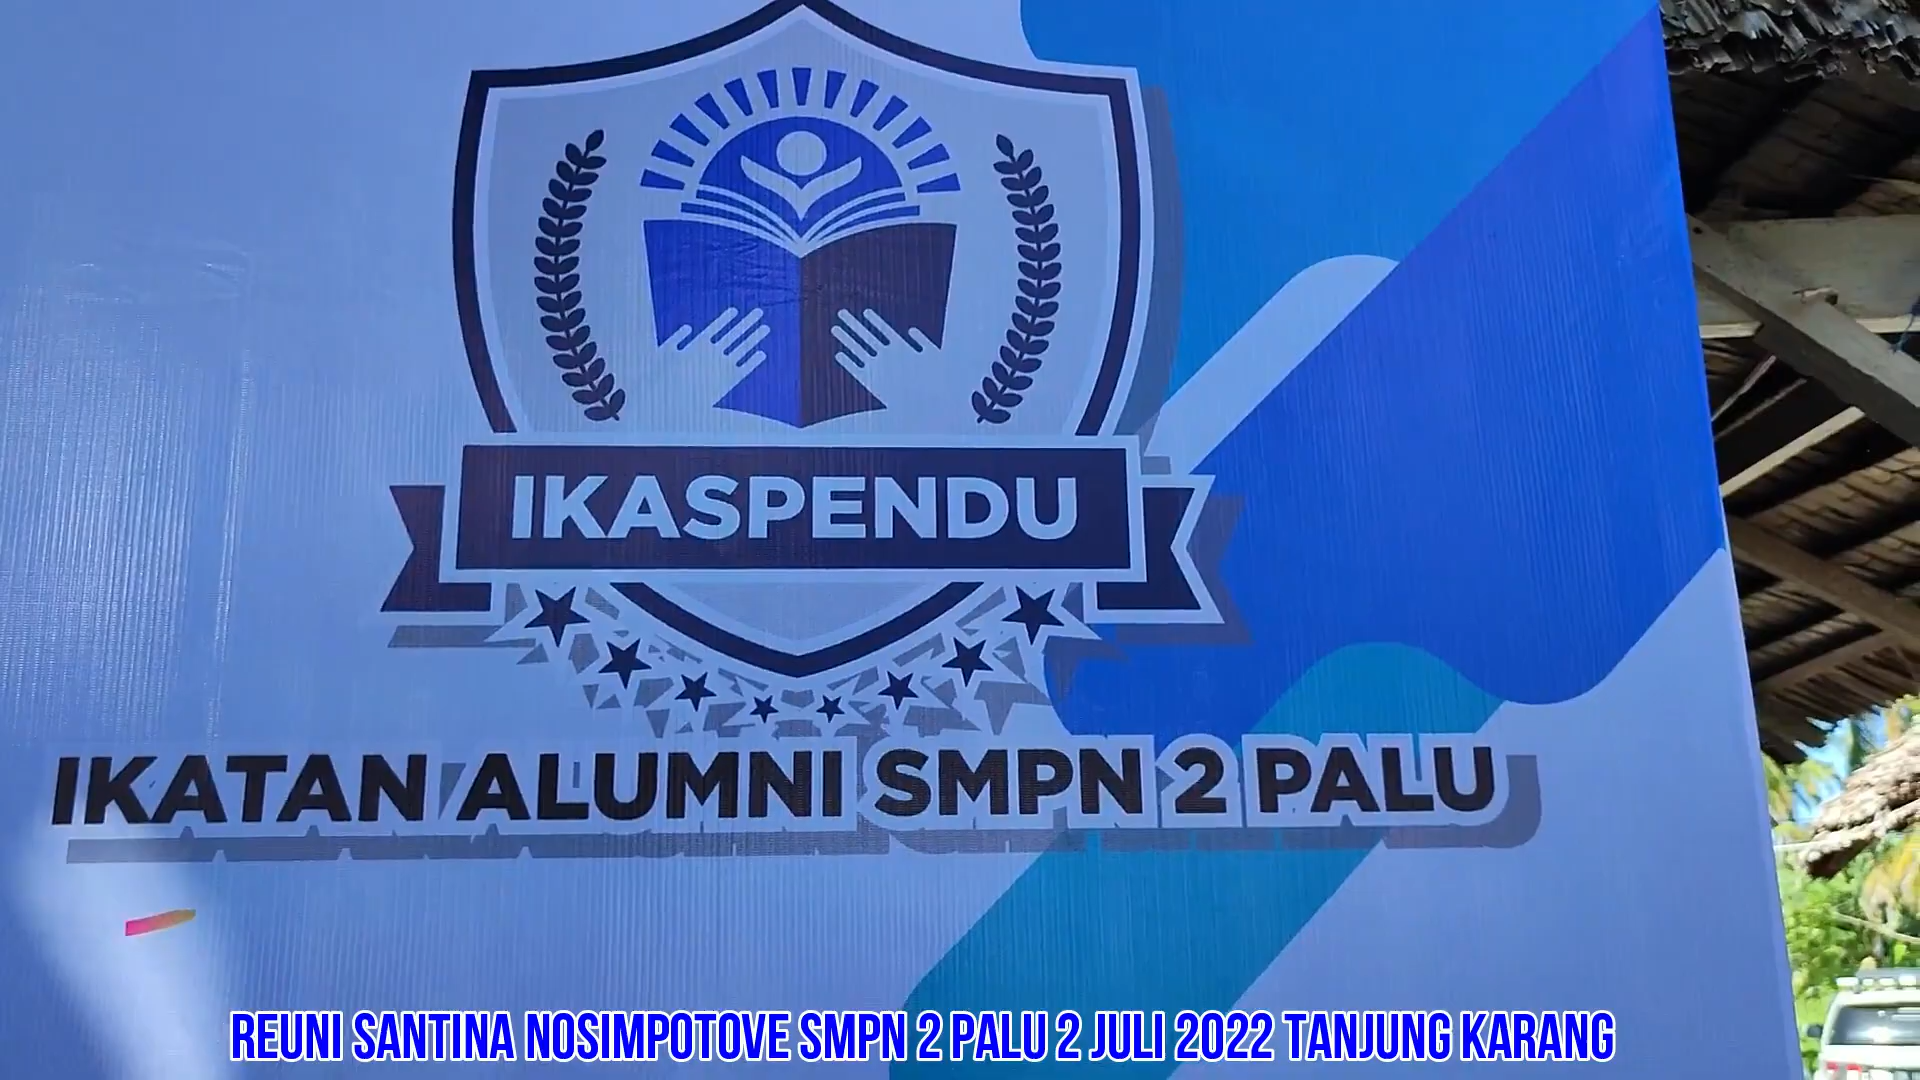 IKASPENDU
IKATAN ALUMNI SMPN 2 PALU
REUNI SANTINA NOSIMPOTOVE SMPN 2 PALU 2 JULI 2022 TANJUNG KARANG